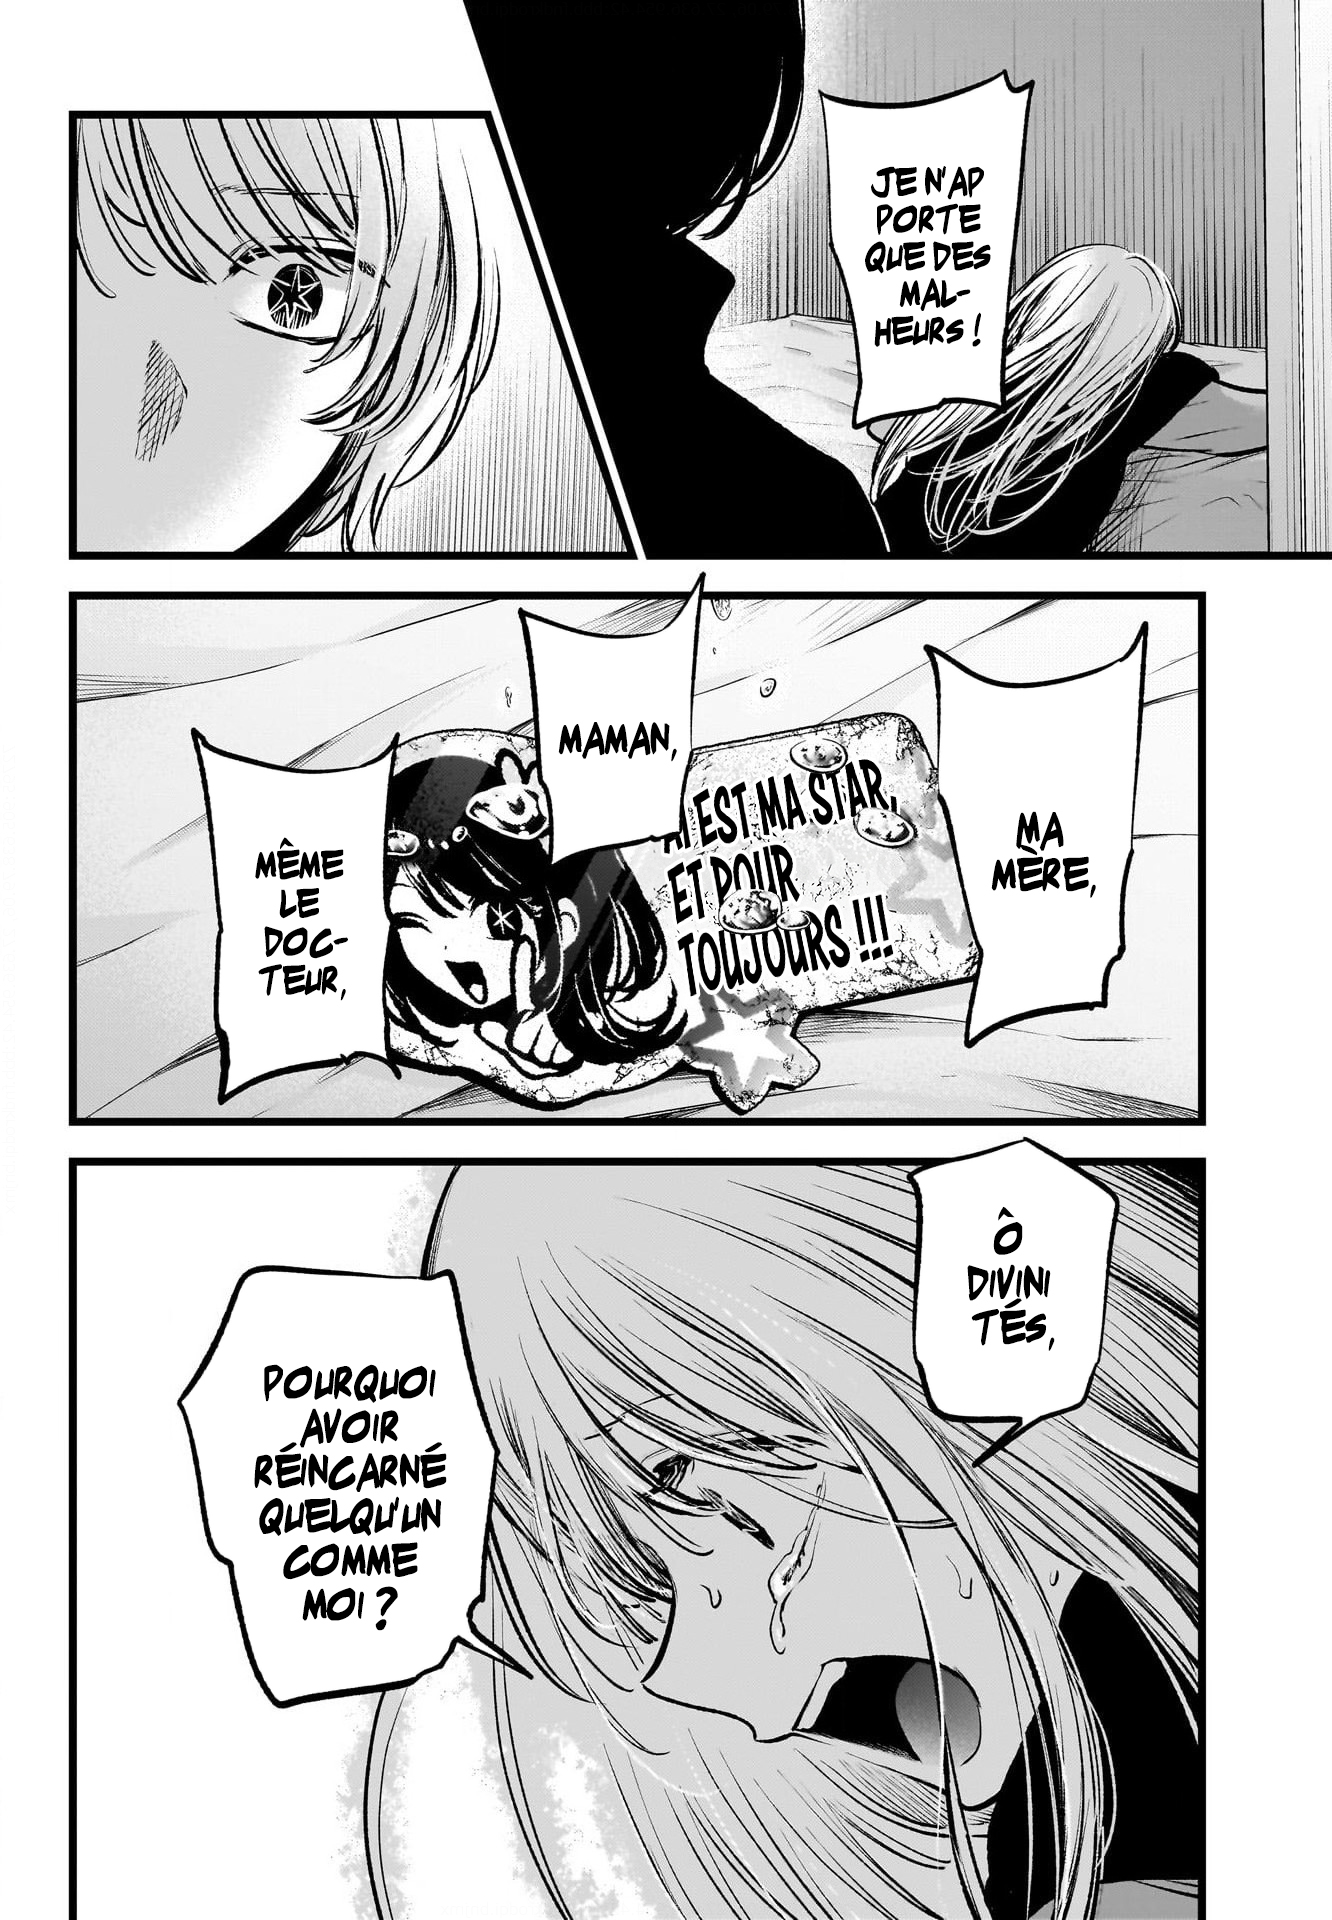 JE N'AP
PORTE
QUE DES
MAL-
HEURS !
MA
MÈRE,
MAMAN,
AI EST MA STAR,
ET POUR
TOUJOURS !!!
MÊME
LE
DOC-
TEUR,
Ô
DIVINI
TÉS,
POURQUOI
AVOIR
RÉINCARNÉ
QUELQU'UN
COMME
MOI ?